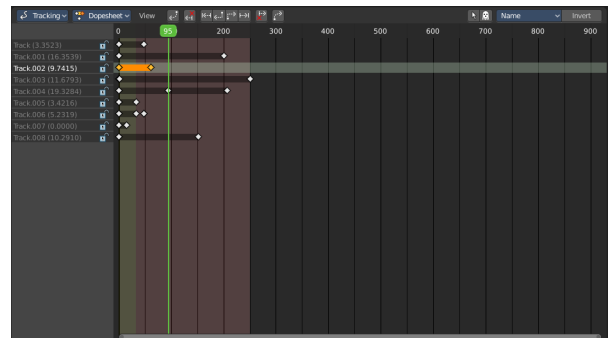 Tracking Dopesheet View Name Invert
0 95 200 300 400 500 600 700 800 900
Track (3.3523)
Track.001 (16.3539)
Track.002 (9.7415)
Track.003 (11.6793)
Track.004 (19.3284)
Track.005 (3.4216)
Track.006 (5.2319)
Track.007 (0.0000)
Track.008 (10.2910)